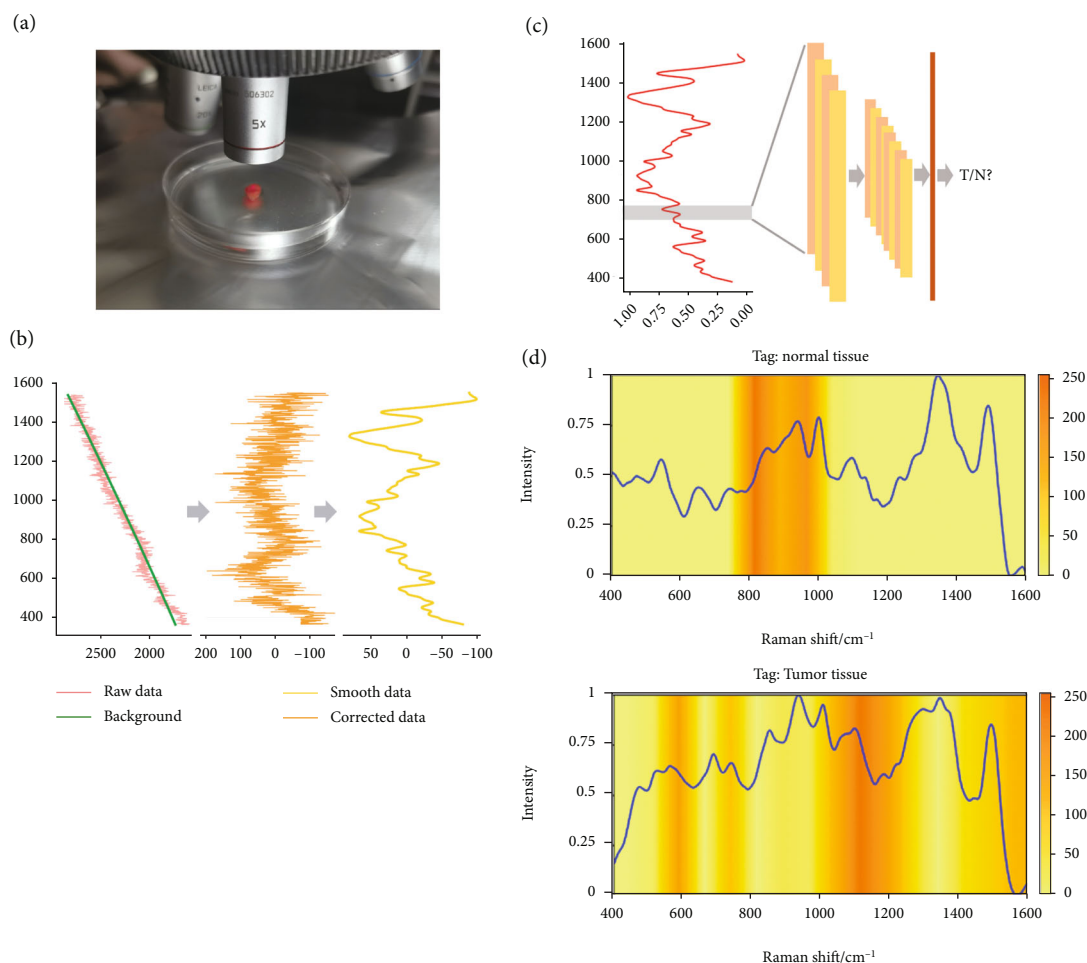 (a)
LEICA
506302
5X
(b)
1600
1400
1200
1000
800
600
400
2500 2000
200 100 0 –100
50 0 –50 –100
Raw data
Background
Smooth data
Corrected data
(c)
1600
1400
1200
1000
800
600
400
1.00 0.75 0.50 0.25 0.00
T/N?
(d)
Tag: normal tissue
Intensity
1
0.75
0.5
0.25
0
400 600 800 1000 1200 1400 1600
Raman shift/cm⁻¹
250
200
150
100
50
0
Tag: Tumor tissue
Intensity
1
0.75
0.5
0.25
0
400 600 800 1000 1200 1400 1600
Raman shift/cm⁻¹
250
200
150
100
50
0